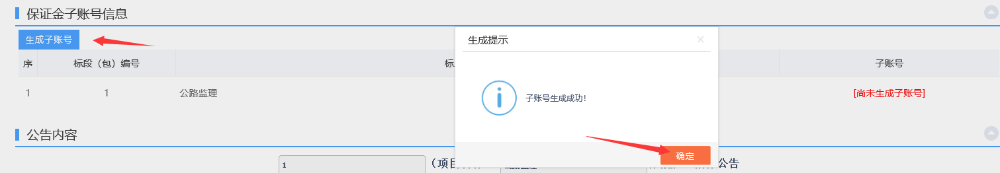 保证金子账号信息
生成子账号
生成提示
序 标段（包）编号 标 子账号
1 1 公路监理 [尚未生成子账号]
子账号生成成功！
公告内容
确定
1 （项目 公告